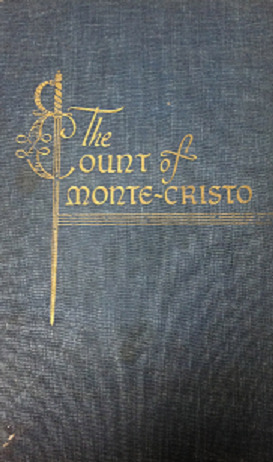 The
Count of
Monte-Cristo